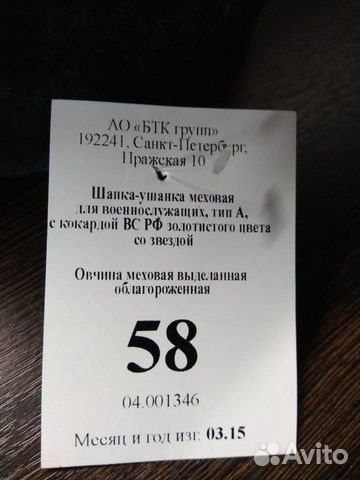 АО «БТК групп»
192241, Санкт-Петербург,
Пражская 10
Шапка-ушанка меховая
для военнослужащих, тип А,
с кокардой ВС РФ золотистого цвета
со звездой
Овчина меховая выделанная
облагороженная
58
04.001346
Месяц и год изг. 03.15
Avito